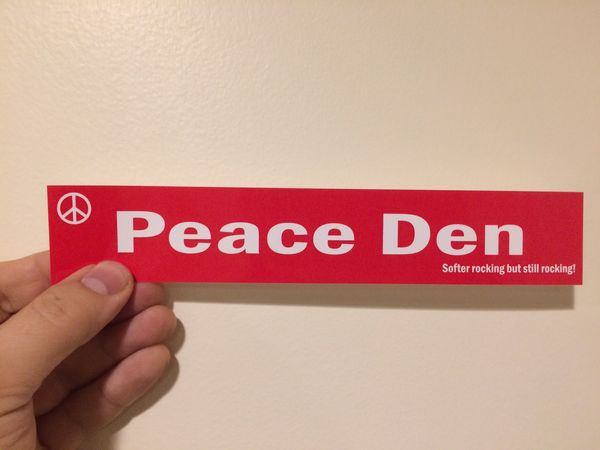 Peace Den
Softer rocking but still rocking!